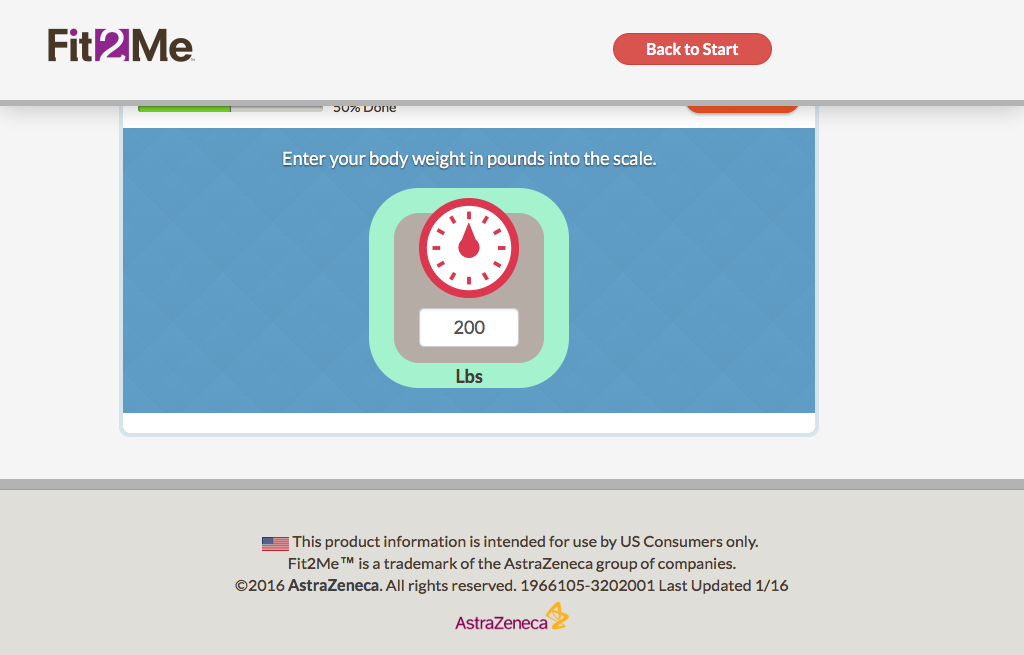 Fit2Me™
Back to Start
50% Done
Enter your body weight in pounds into the scale.
200
Lbs
This product information is intended for use by US Consumers only.
Fit2Me™ is a trademark of the AstraZeneca group of companies.
©2016 AstraZeneca. All rights reserved. 1966105-3202001 Last Updated 1/16
AstraZeneca